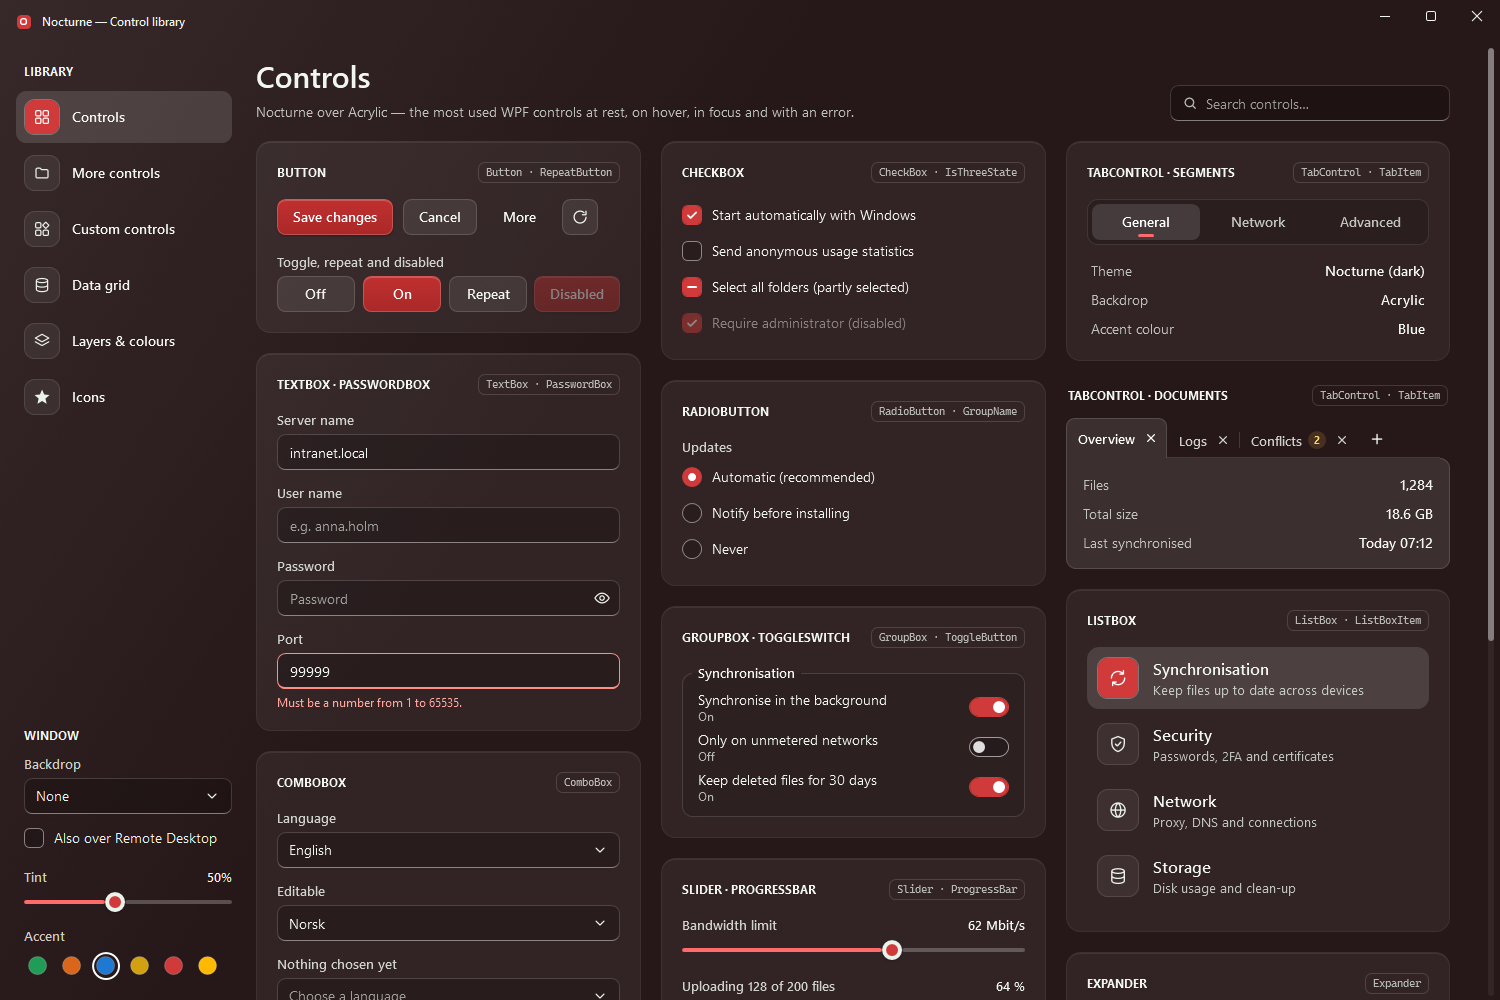 Nocturne — Control library
LIBRARY
Controls
More controls
Custom controls
Data grid
Layers & colours
Icons
WINDOW
Backdrop
None
Also over Remote Desktop
Tint 50%
Accent
Controls
Nocturne over Acrylic — the most used WPF controls at rest, on hover, in focus and with an error.
Search controls...
BUTTON Button · RepeatButton
Save changes Cancel More
Toggle, repeat and disabled
Off On Repeat Disabled
TEXTBOX · PASSWORDBOX TextBox · PasswordBox
Server name
intranet.local
User name
e.g. anna.holm
Password
Password
Port
99999
Must be a number from 1 to 65535.
COMBOBOX ComboBox
Language
English
Editable
Norsk
Nothing chosen yet
Choose a language
CHECKBOX CheckBox · IsThreeState
Start automatically with Windows
Send anonymous usage statistics
Select all folders (partly selected)
Require administrator (disabled)
RADIOBUTTON RadioButton · GroupName
Updates
Automatic (recommended)
Notify before installing
Never
GROUPBOX · TOGGLESWITCH GroupBox · ToggleButton
Synchronisation
Synchronise in the background
On
Only on unmetered networks
Off
Keep deleted files for 30 days
On
SLIDER · PROGRESSBAR Slider · ProgressBar
Bandwidth limit 62 Mbit/s
Uploading 128 of 200 files 64 %
TABCONTROL · SEGMENTS TabControl · TabItem
General Network Advanced
Theme Nocturne (dark)
Backdrop Acrylic
Accent colour Blue
TABCONTROL · DOCUMENTS TabControl · TabItem
Overview Logs Conflicts 2
Files 1,284
Total size 18.6 GB
Last synchronised Today 07:12
LISTBOX ListBox · ListBoxItem
Synchronisation
Keep files up to date across devices
Security
Passwords, 2FA and certificates
Network
Proxy, DNS and connections
Storage
Disk usage and clean-up
EXPANDER Expander